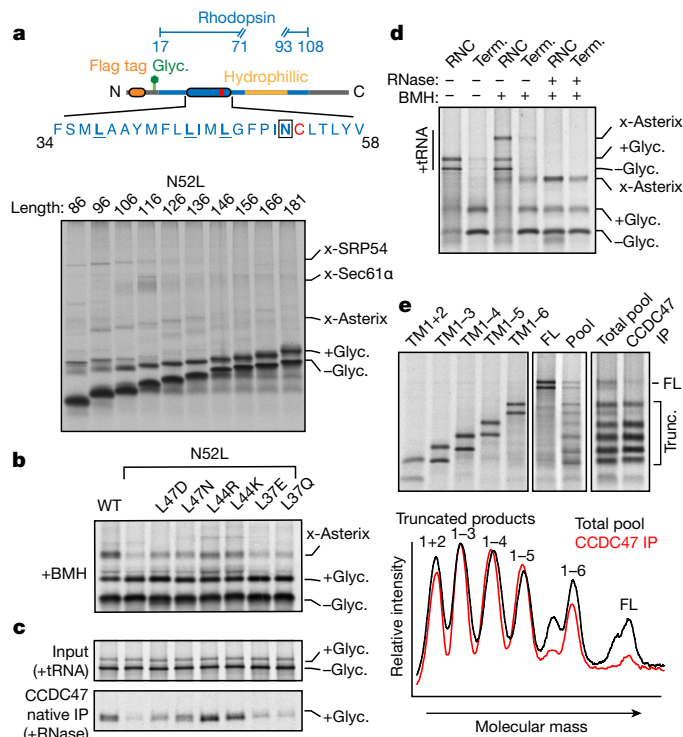 a
Rhodopsin
17 71 93 108
Flag tag Glyc. Hydrophillic
N C
FSMLAAYMFLLIMLGFPINCLTLYV
34 58
N52L
Length: 86 96 106 116 126 136 146 156 166 181
x-SRP54
x-Sec61α
x-Asterix
+Glyc.
–Glyc.
b
N52L
WT L47D L47N L44R L44K L37E L37Q
x-Asterix
+BMH
+Glyc.
–Glyc.
c
Input
(+tRNA)
+Glyc.
–Glyc.
CCDC47
native IP
(+RNase)
+Glyc.
d
RNC Term. RNC Term. RNC Term.
RNase: – – – – + +
BMH: – – + + + +
+tRNA
x-Asterix
+Glyc.
–Glyc.
x-Asterix
+Glyc.
–Glyc.
e
TM1+2 TM1–3 TM1–4 TM1–5 TM1–6 FL Pool Total pool CCDC47 IP
FL
Trunc.
Truncated products
Total pool
CCDC47 IP
1+2 1–3 1–4 1–5 1–6 FL
Relative intensity
Molecular mass